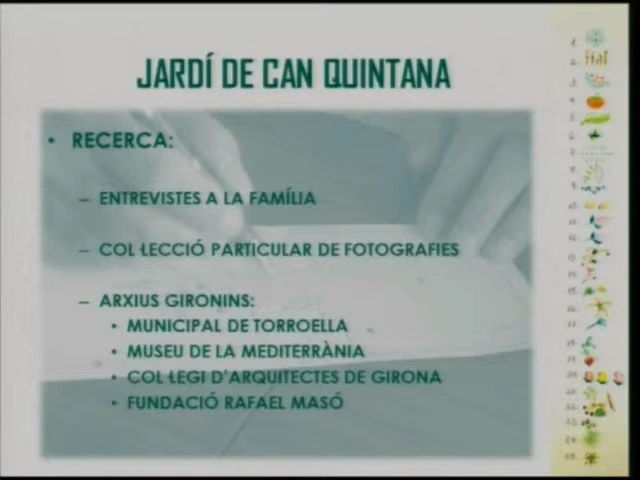 JARDÍ DE CAN QUINTANA
• RECERCA:
– ENTREVISTES A LA FAMÍLIA
– COL·LECCIÓ PARTICULAR DE FOTOGRAFIES
– ARXIUS GIRONINS:
• MUNICIPAL DE TORROELLA
• MUSEU DE LA MEDITERRÀNIA
• COL·LEGI D'ARQUITECTES DE GIRONA
• FUNDACIÓ RAFAEL MASÓ